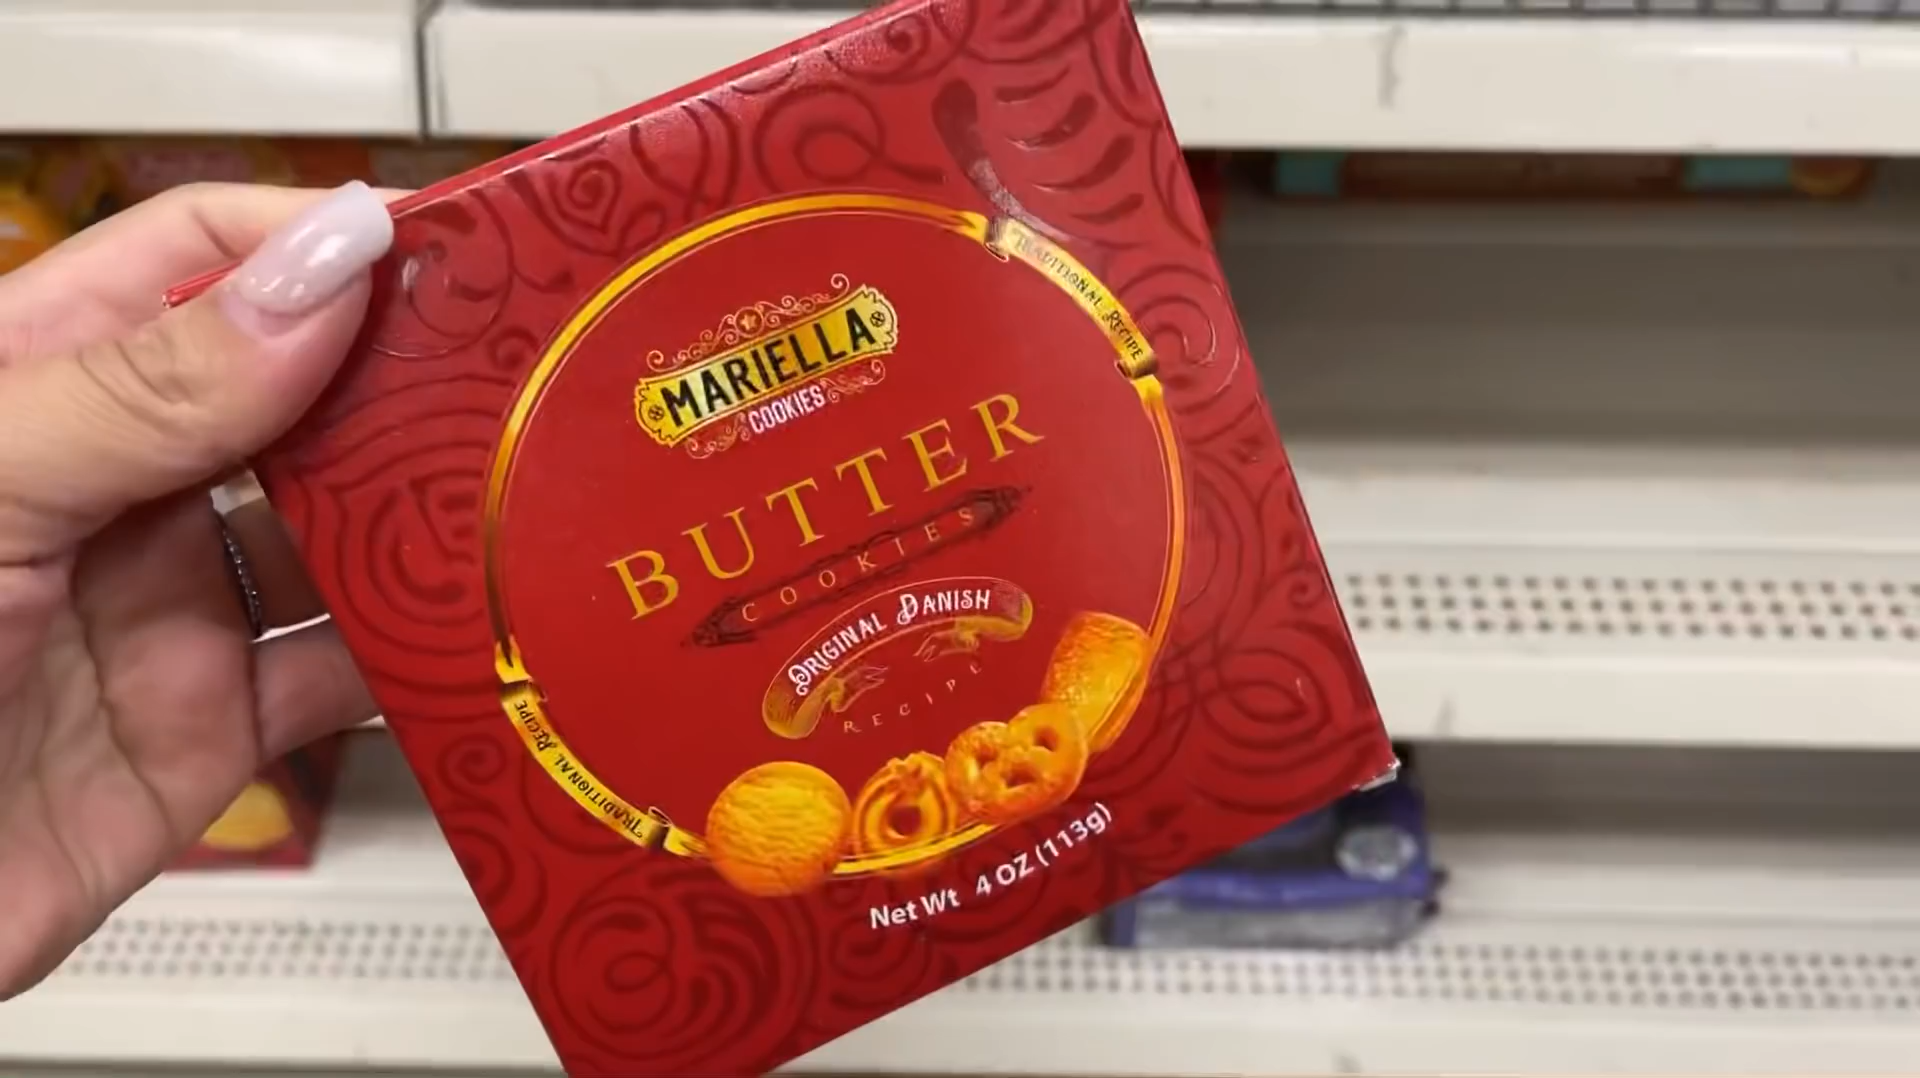 TRADITIONAL RECIPE
MARIELLA
COOKIES
BUTTER
COOKIES
ORIGINAL DANISH
RECIPE
TRADITIONAL RECIPE
Net Wt 4 OZ (113g)